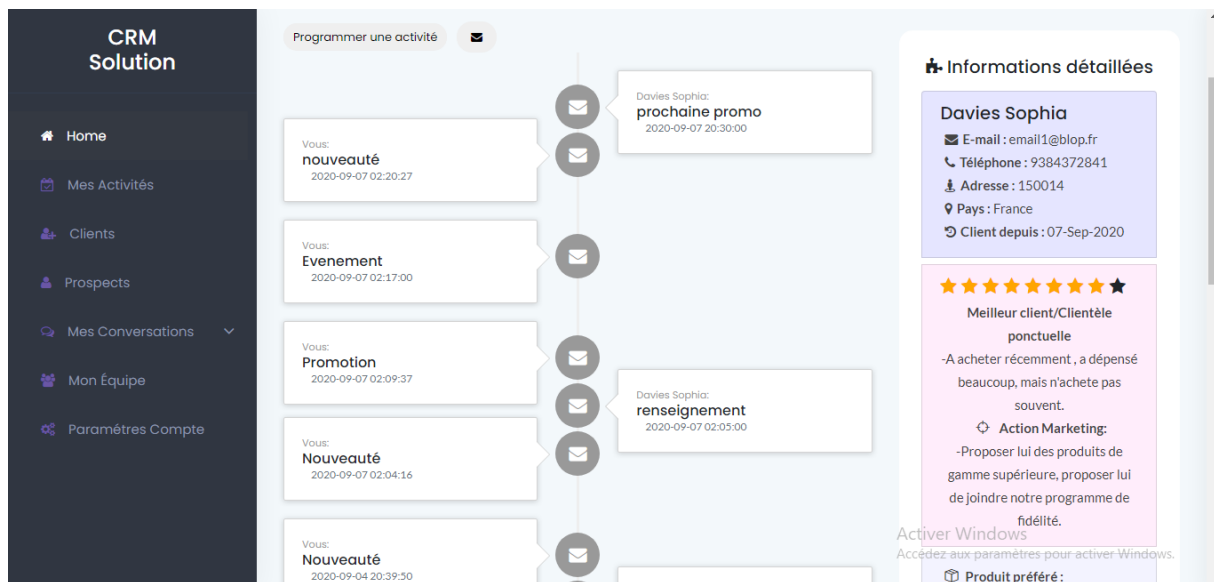 CRM
Solution
Home
Mes Activités
Clients
Prospects
Mes Conversations
Mon Équipe
Paramétres Compte
Programmer une activité
Davies Sophia:
prochaine promo
2020-09-07 20:30:00
Vous:
nouveauté
2020-09-07 02:20:27
Vous:
Evenement
2020-09-07 02:17:00
Vous:
Promotion
2020-09-07 02:09:37
Davies Sophia:
renseignement
2020-09-07 02:05:00
Vous:
Nouveauté
2020-09-07 02:04:16
Vous:
Nouveauté
2020-09-04 20:39:50
Informations détaillées
Davies Sophia
E-mail : email1@blop.fr
Téléphone : 9384372841
Adresse : 150014
Pays : France
Client depuis : 07-Sep-2020
Meilleur client/Clientèle
ponctuelle
-A acheter récemment , a dépensé
beaucoup, mais n'achete pas
souvent.
Action Marketing:
-Proposer lui des produits de
gamme supérieure, proposer lui
de joindre notre programme de
fidélité.
Activer Windows
Accédez aux paramètres pour activer Windows.
Produit préféré :